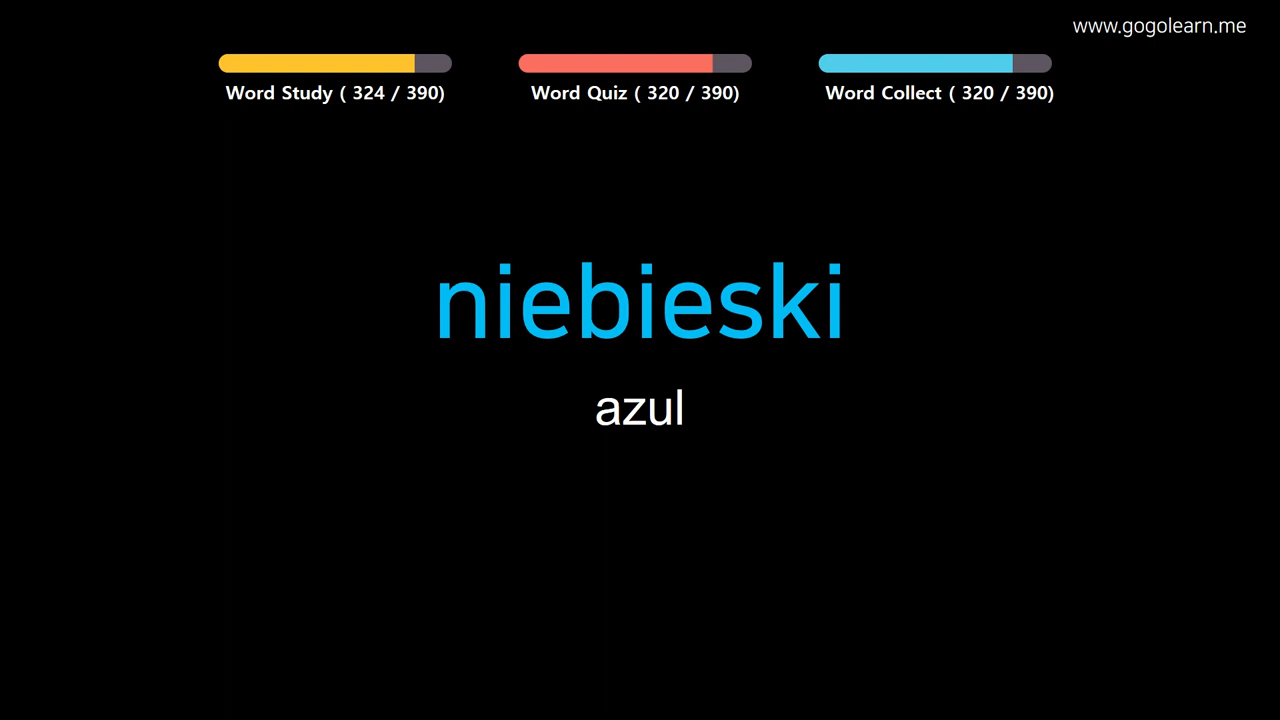 www.gogolearn.me
Word Study ( 324 / 390)
Word Quiz ( 320 / 390)
Word Collect ( 320 / 390)
niebieski
azul